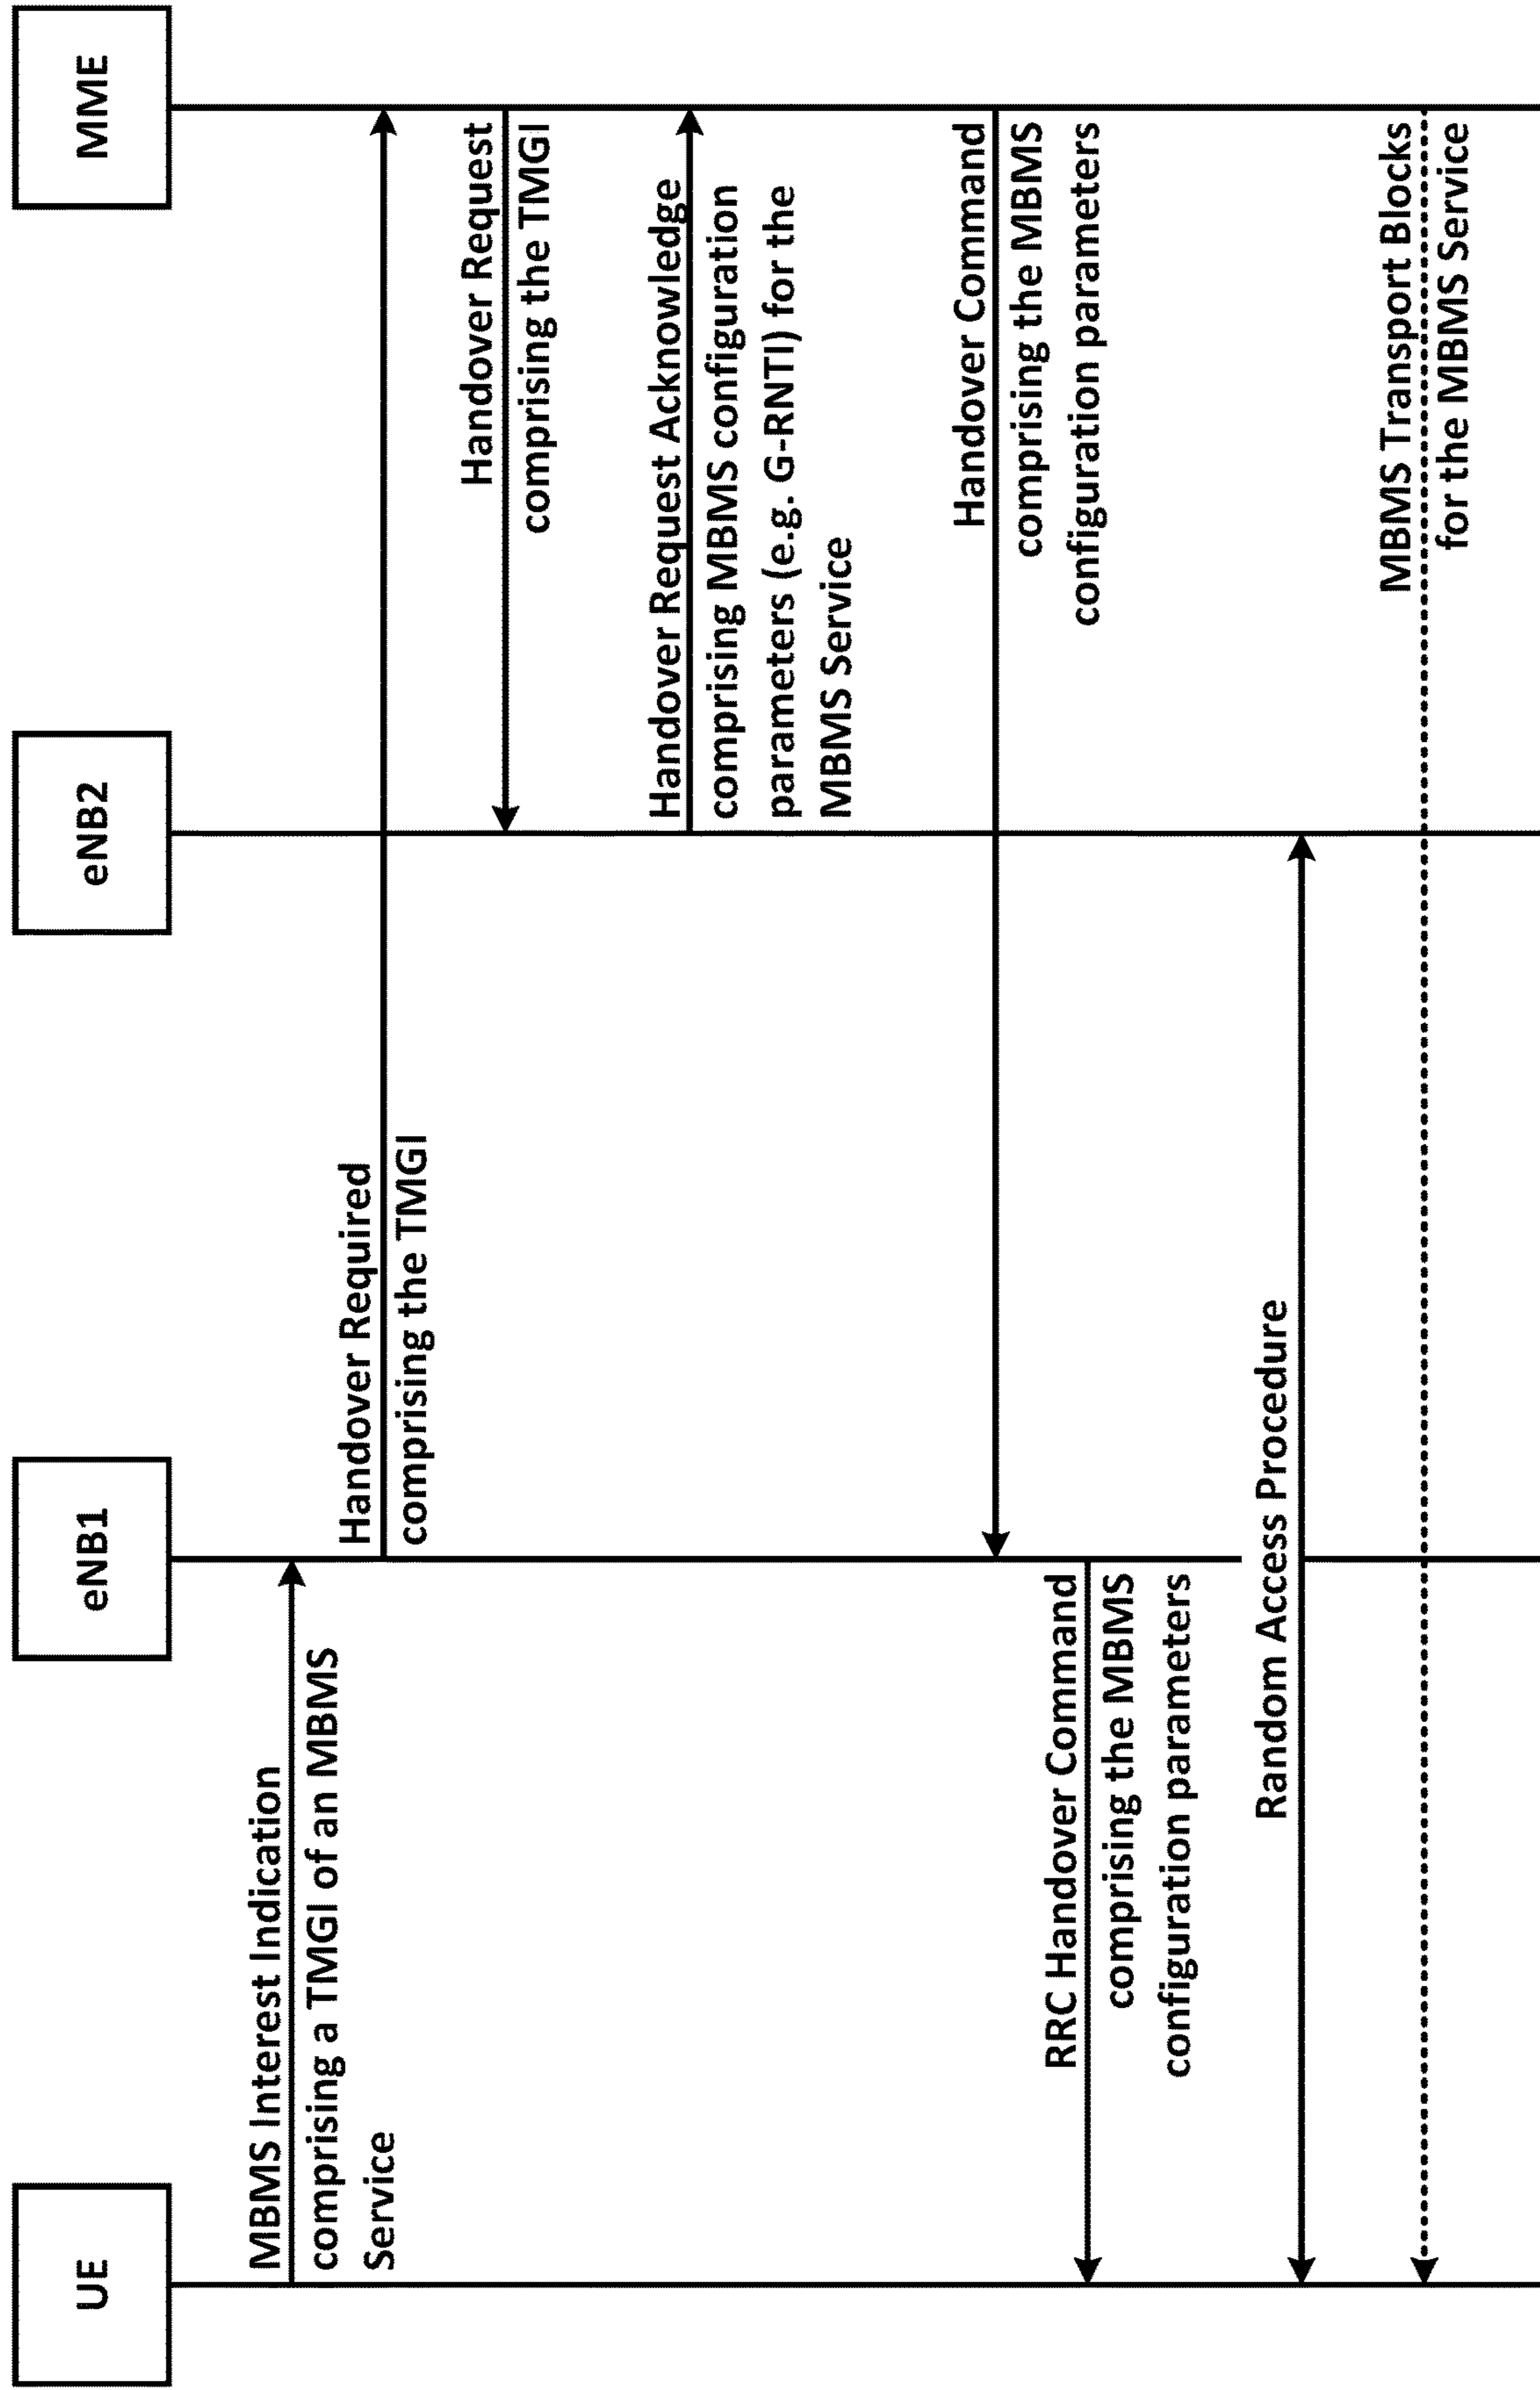 UE
eNB1
eNB2
MME
MBMS Interest Indication
comprising a TMGI of an MBMS
Service
Handover Required
comprising the TMGI
Handover Request
comprising the TMGI
Handover Request Acknowledge
comprising MBMS configuration
parameters (e.g. G-RNTI) for the
MBMS Service
Handover Command
comprising the MBMS
configuration parameters
RRC Handover Command
comprising the MBMS
configuration parameters
Random Access Procedure
MBMS Transport Blocks
for the MBMS Service